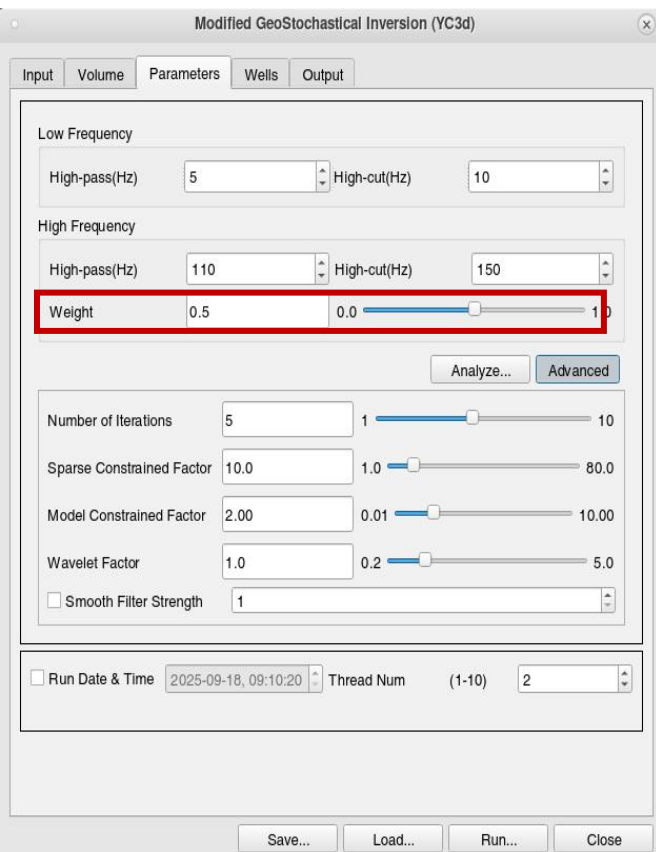 Modified GeoStochastical Inversion (YC3d)
Input Volume Parameters Wells Output
Low Frequency
High-pass(Hz) 5 High-cut(Hz) 10
High Frequency
High-pass(Hz) 110 High-cut(Hz) 150
Weight 0.5 0.0 1.0
Analyze... Advanced
Number of Iterations 5 1 10
Sparse Constrained Factor 10.0 1.0 80.0
Model Constrained Factor 2.00 0.01 10.00
Wavelet Factor 1.0 0.2 5.0
Smooth Filter Strength 1
Run Date & Time 2025-09-18, 09:10:20 Thread Num (1-10) 2
Save... Load... Run... Close